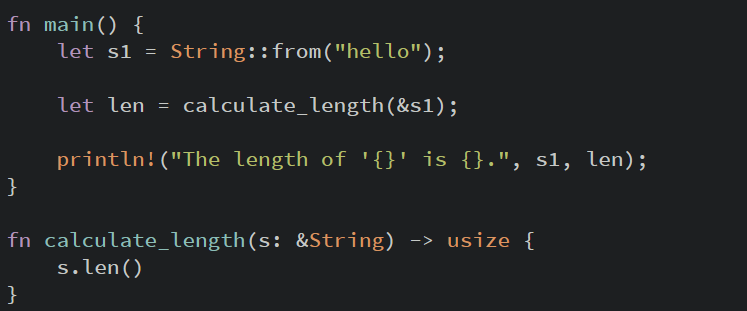 fn main() {
    let s1 = String::from("hello");

    let len = calculate_length(&s1);

    println!("The length of '{}' is {}.", s1, len);
}

fn calculate_length(s: &String) -> usize {
    s.len()
}